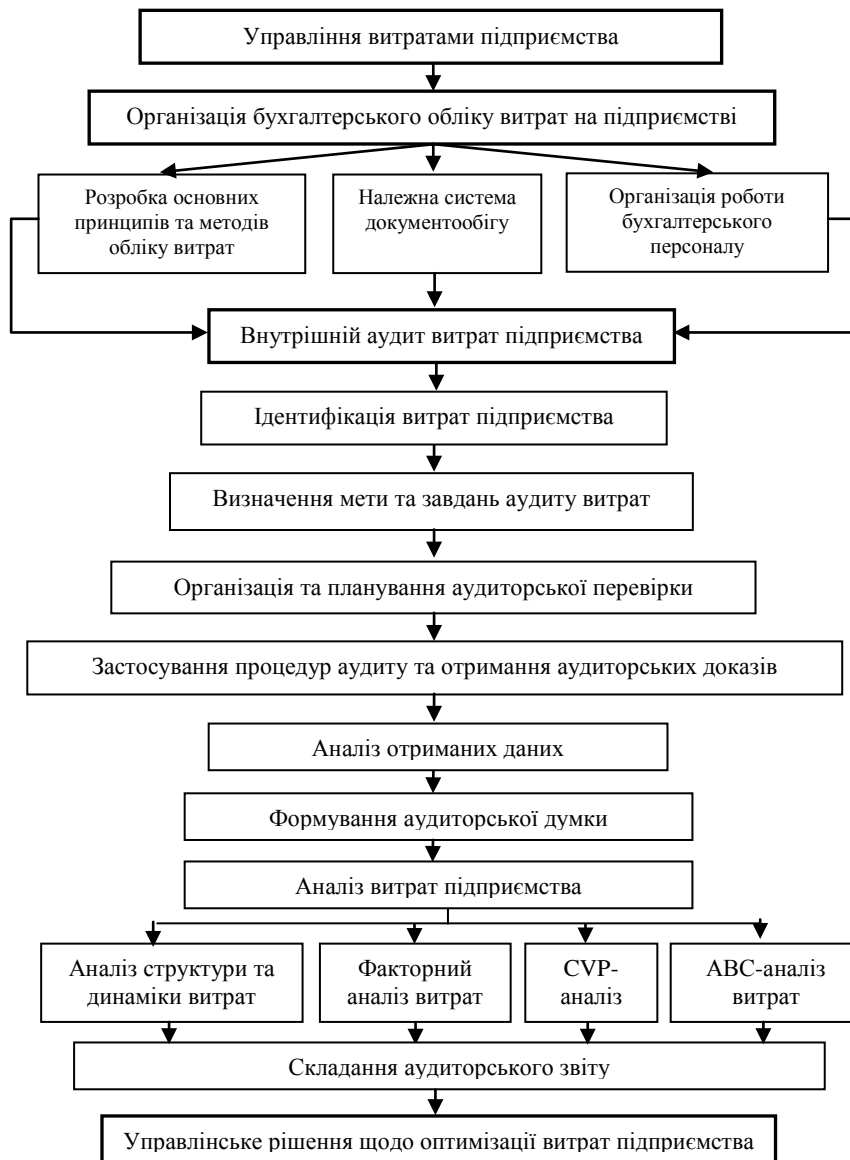 Управління витратами підприємства
Організація бухгалтерського обліку витрат на підприємстві
Розробка основних
принципів та методів
обліку витрат
Належна система
документообігу
Організація роботи
бухгалтерського
персоналу
Внутрішній аудит витрат підприємства
Ідентифікація витрат підприємства
Визначення мети та завдань аудиту витрат
Організація та планування аудиторської перевірки
Застосування процедур аудиту та отримання аудиторських доказів
Аналіз отриманих даних
Формування аудиторської думки
Аналіз витрат підприємства
Аналіз структури та
динаміки витрат
Факторний
аналіз витрат
CVP-
аналіз
АВС-аналіз
витрат
Складання аудиторського звіту
Управлінське рішення щодо оптимізації витрат підприємства